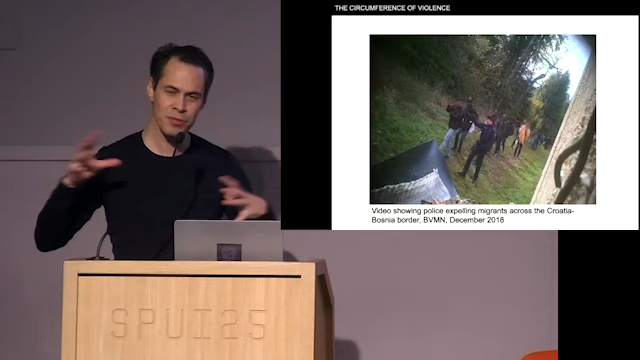 THE CIRCUMFERENCE OF VIOLENCE
Video showing police expelling migrants across the Croatia-
Bosnia border, BVMN, December 2018
SPUI25